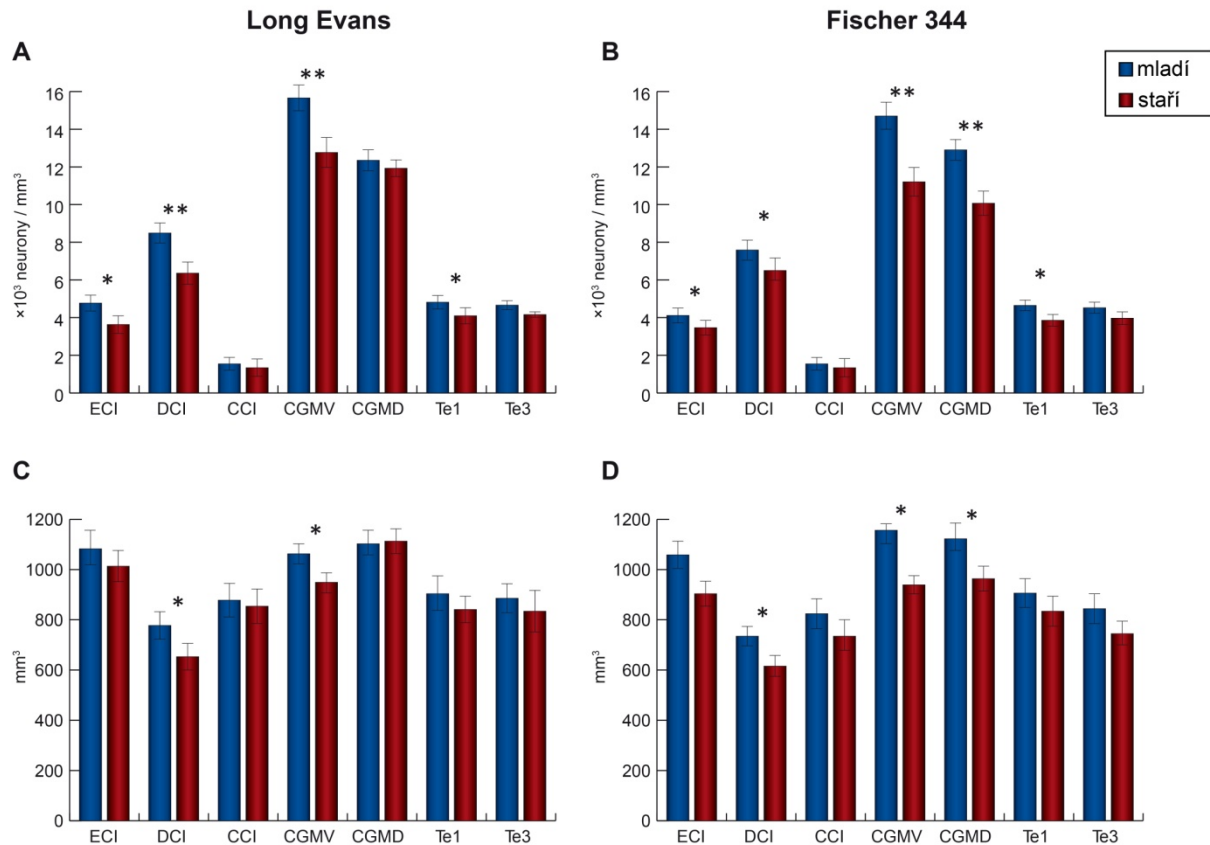 Long Evans
Fischer 344
A
**
**
*
*
16
14
12
10
8
6
4
2
0
×10³ neurony / mm³
ECI DCI CCI CGMV CGMD Te1 Te3
B
mladí
staří
**
**
*
*
*
16
14
12
10
8
6
4
2
0
×10³ neurony / mm³
ECI DCI CCI CGMV CGMD Te1 Te3
C
*
*
1200
1000
800
600
400
200
0
mm³
ECI DCI CCI CGMV CGMD Te1 Te3
D
*
*
*
1200
1000
800
600
400
200
0
mm³
ECI DCI CCI CGMV CGMD Te1 Te3